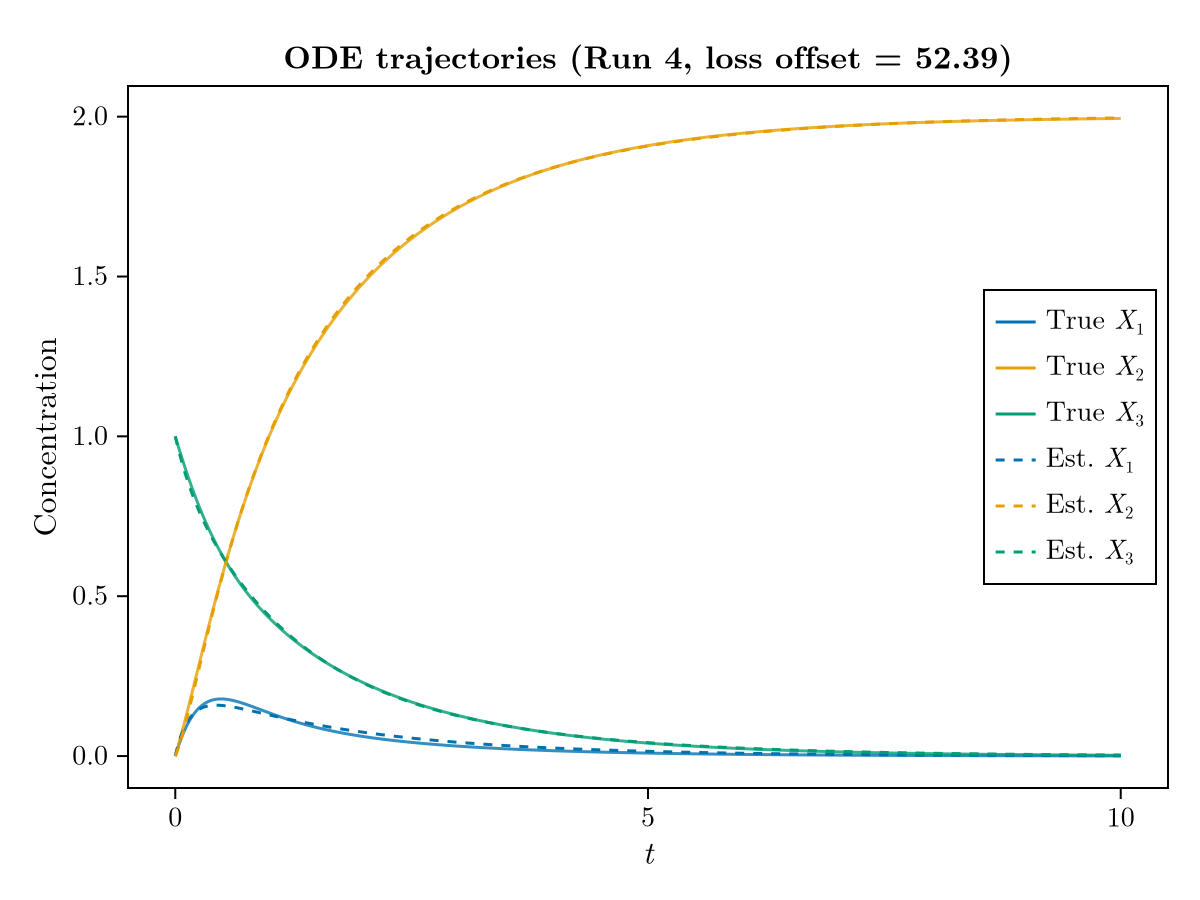 ODE trajectories (Run 4, loss offset = 52.39)
Concentration
2.0
1.5
1.0
0.5
0.0
0
5
10
t
True X₁
True X₂
True X₃
Est. X₁
Est. X₂
Est. X₃